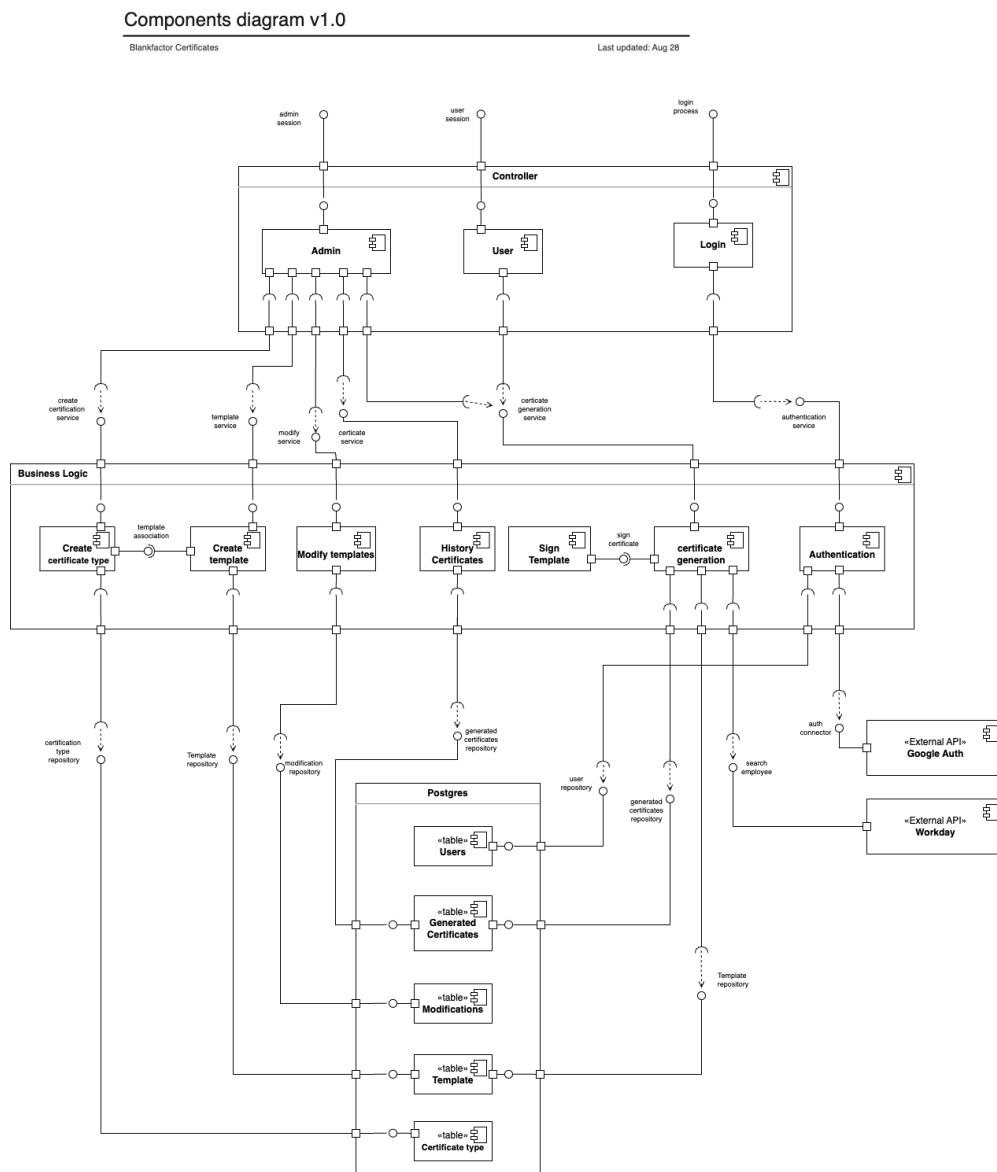 Components diagram v1.0
Blankfactor Certificates
Last updated: Aug 28
admin
session
user
session
login
process
Controller
Admin
User
Login
create
certification
service
template
service
modify
service
certicate
service
certicate
generation
service
authentication
service
Business Logic
Create
certificate type
template
association
Create
template
Modify templates
History
Certificates
Sign
Template
sign
certificate
certificate
generation
Authentication
certification
type
repository
Template
repository
modification
repository
generated
certificates
repository
user
repository
generated
certificates
repository
search
employee
auth
connector
«External API»
Google Auth
«External API»
Workday
Postgres
«table»
Users
«table»
Generated
Certificates
«table»
Modifications
Template
repository
«table»
Template
«table»
Certificate type